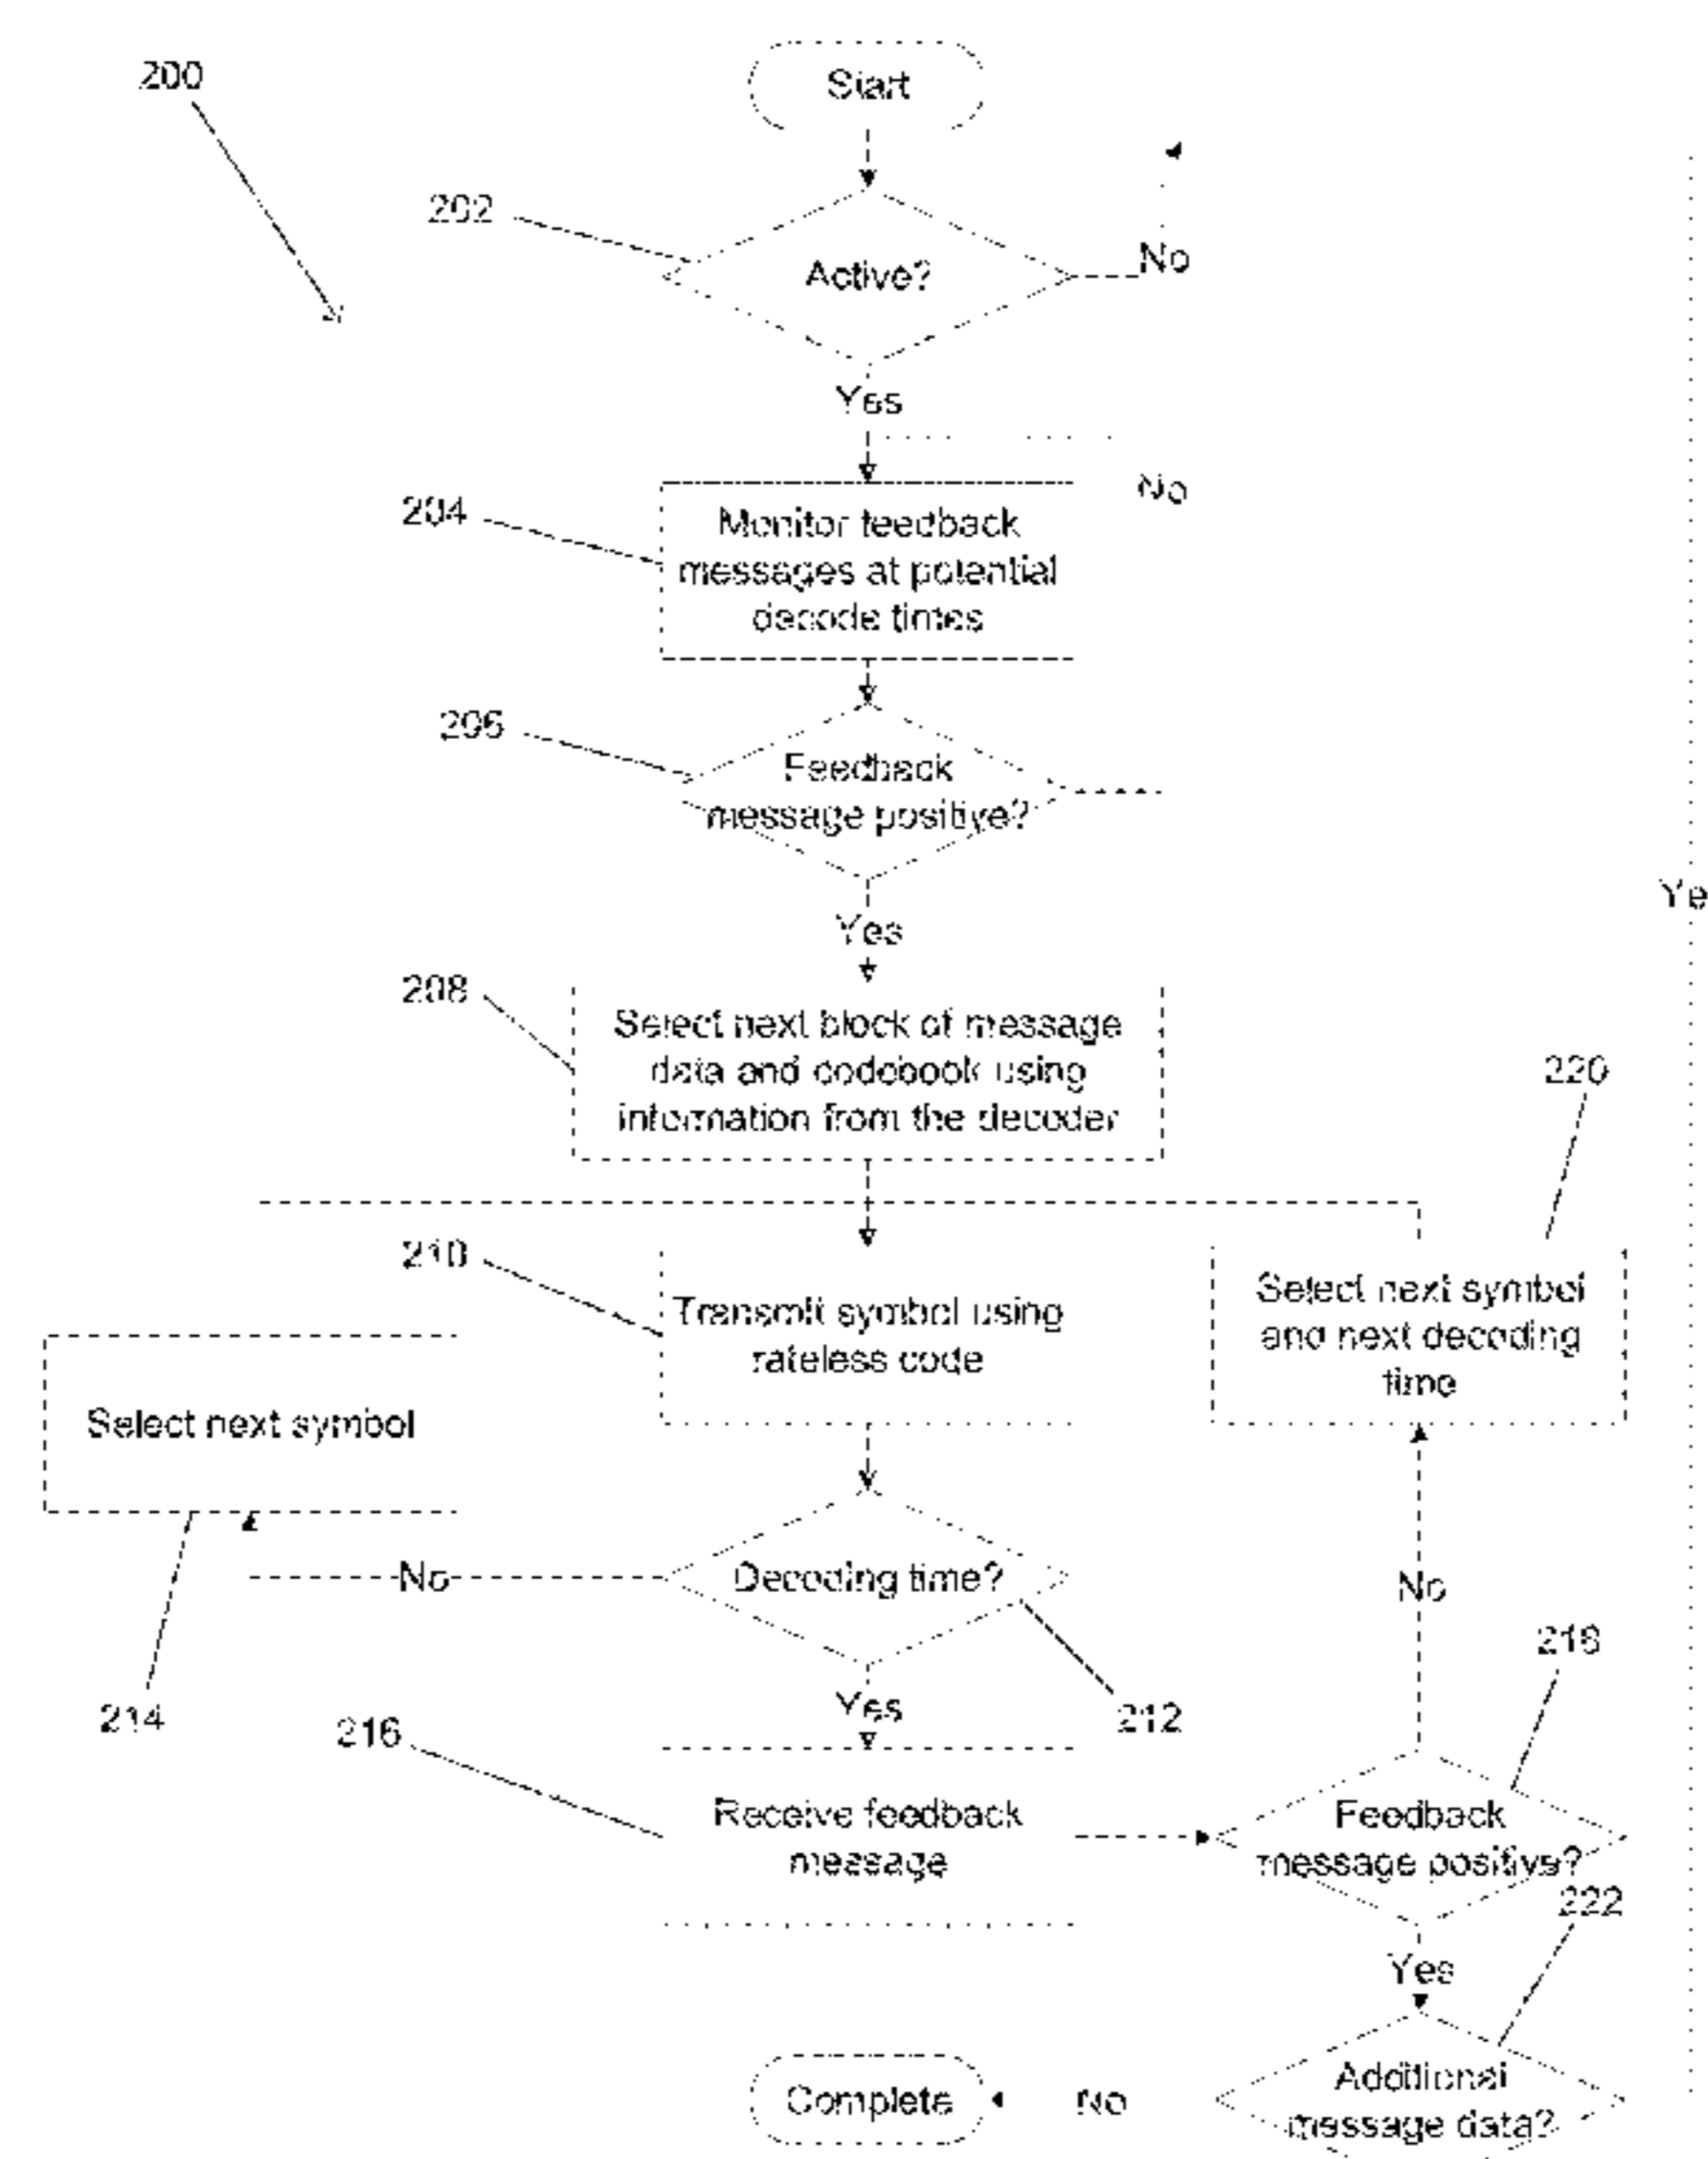 200
Start
202
Active?
No
Yes
No
204
Monitor feedback
messages at potential
decode times
206
Feedback
message positive?
Yes
Ye
208
Select next block of message
data and codebook using
information from the decoder
220
210
Transmit symbol using
rateless code
Select next symbol
and next decoding
time
Select next symbol
No
Decoding time?
No
218
214
216
Yes
212
Receive feedback
message
Feedback
message positive?
222
Yes
Complete
No
Additional
message data?